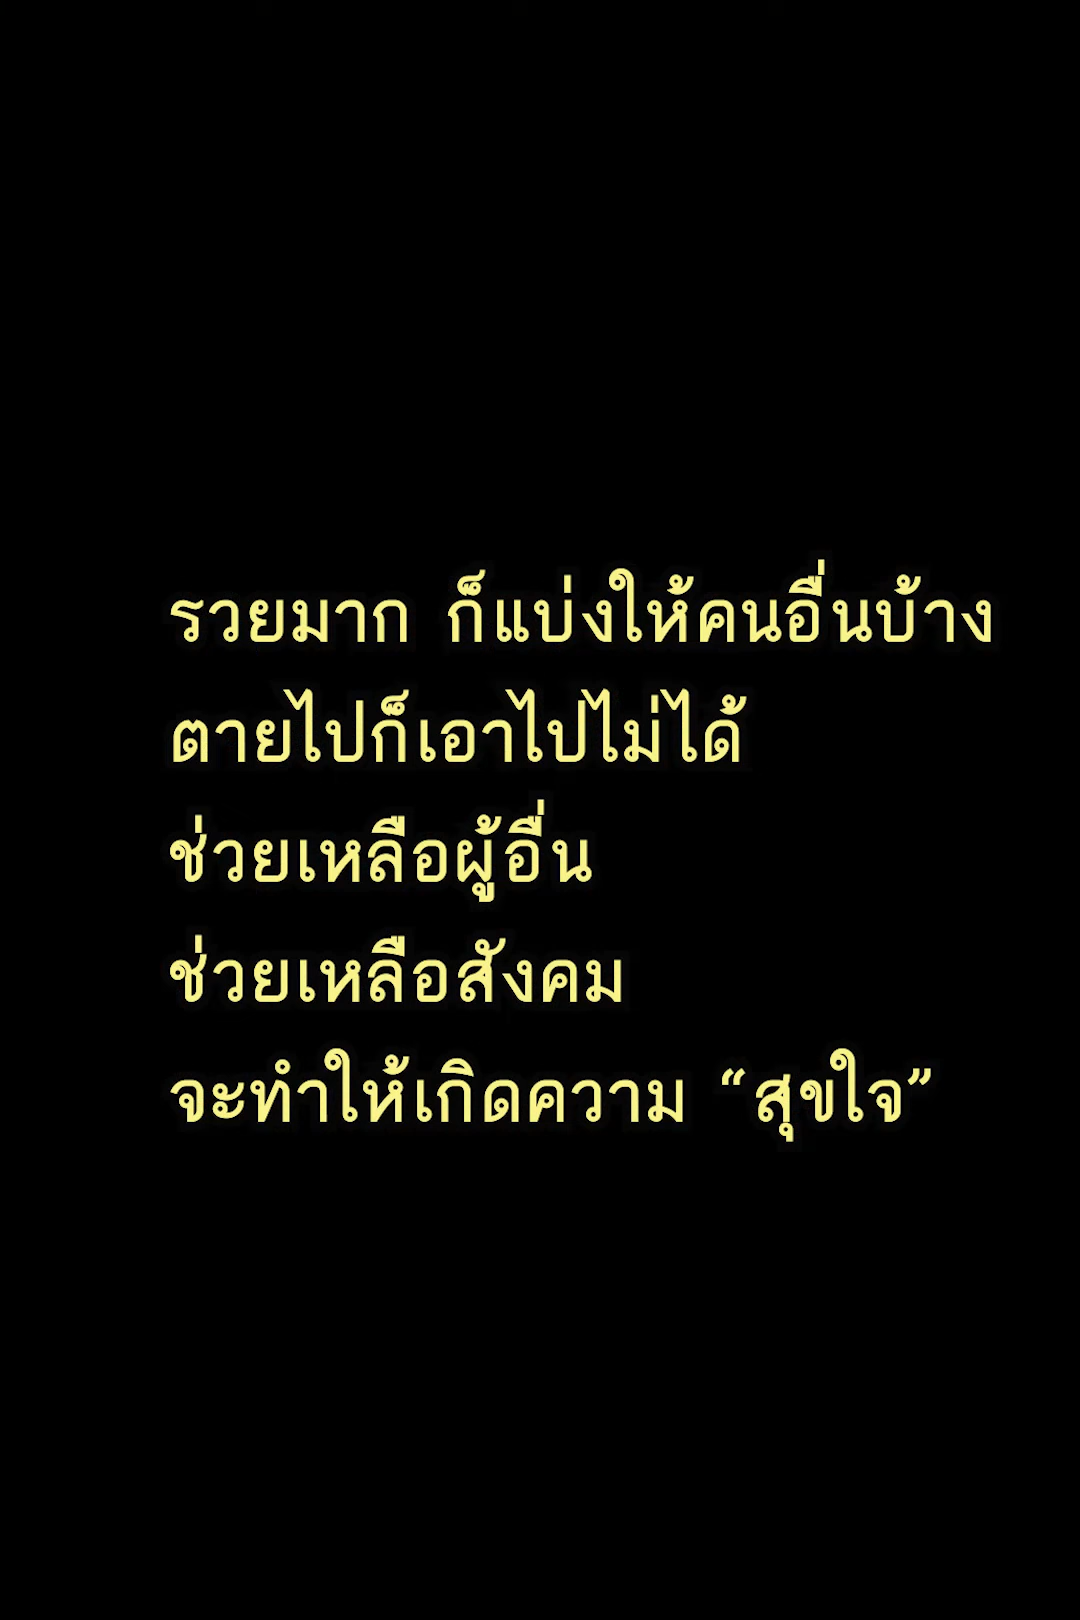 รวยมาก ก็แบ่งให้คนอื่นบ้าง
ตายไปก็เอาไปไม่ได้
ช่วยเหลือผู้อื่น
ช่วยเหลือสังคม
จะทำให้เกิดความ “สุขใจ”